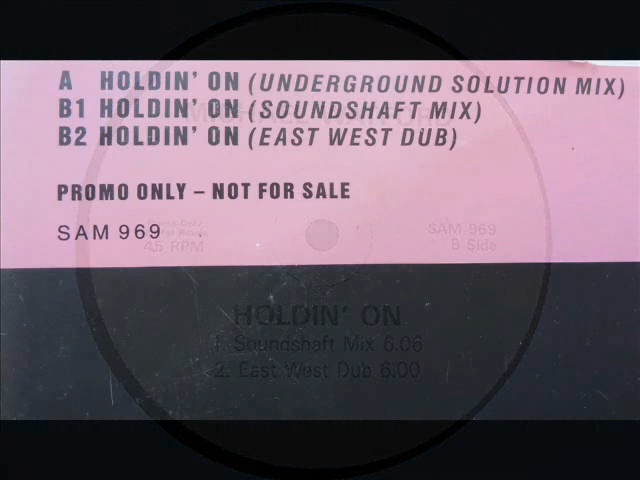 A HOLDIN' ON (UNDERGROUND SOLUTION MIX)
B1 HOLDIN' ON (SOUNDSHAFT MIX)
B2 HOLDIN' ON (EAST WEST DUB)
PROMO ONLY – NOT FOR SALE
SAM 969
45 RPM
SAM 969
B Side
HOLDIN' ON
1. Soundshaft Mix 6.06
2. East West Dub 6.00